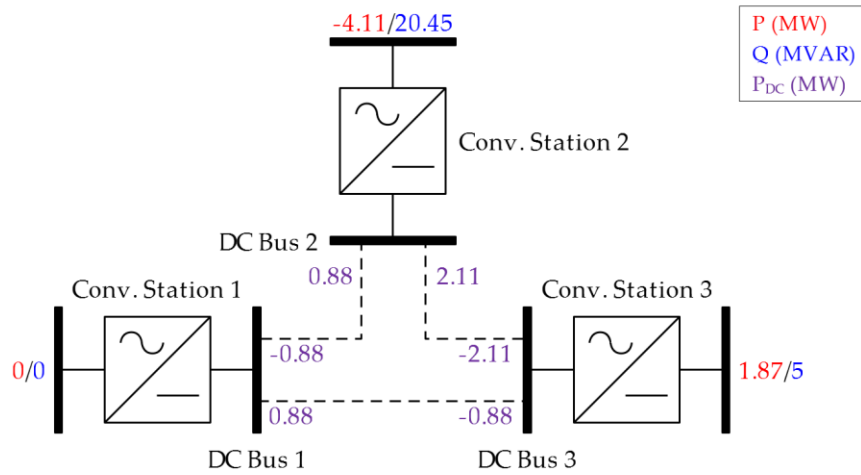 -4.11/20.45
P (MW)
Q (MVAR)
PDC (MW)
Conv. Station 2
DC Bus 2
0.88
2.11
Conv. Station 1
Conv. Station 3
-0.88
-2.11
0/0
1.87/5
0.88
-0.88
DC Bus 1
DC Bus 3